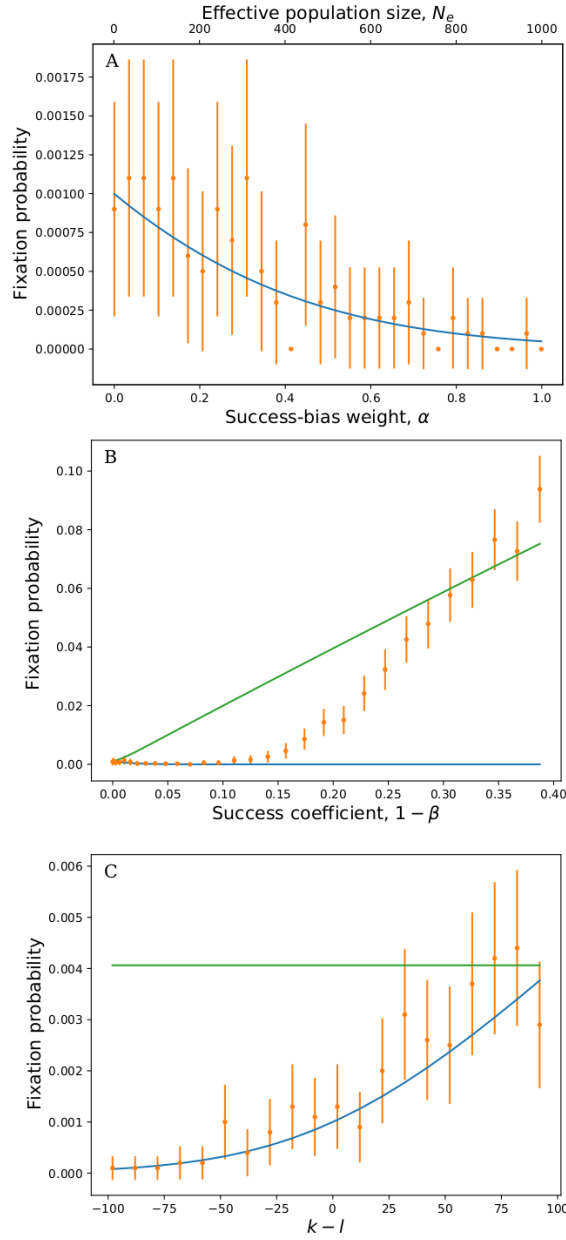 Effective population size, Nₑ
0 200 400 600 800 1000
A
0.00175
0.00150
0.00125
0.00100
0.00075
0.00050
0.00025
0.00000
Fixation probability
0.0 0.2 0.4 0.6 0.8 1.0
Success-bias weight, α
B
0.10
0.08
0.06
0.04
0.02
0.00
Fixation probability
0.00 0.05 0.10 0.15 0.20 0.25 0.30 0.35 0.40
Success coefficient, 1 − β
C
0.006
0.005
0.004
0.003
0.002
0.001
0.000
Fixation probability
−100 −75 −50 −25 0 25 50 75 100
k − l